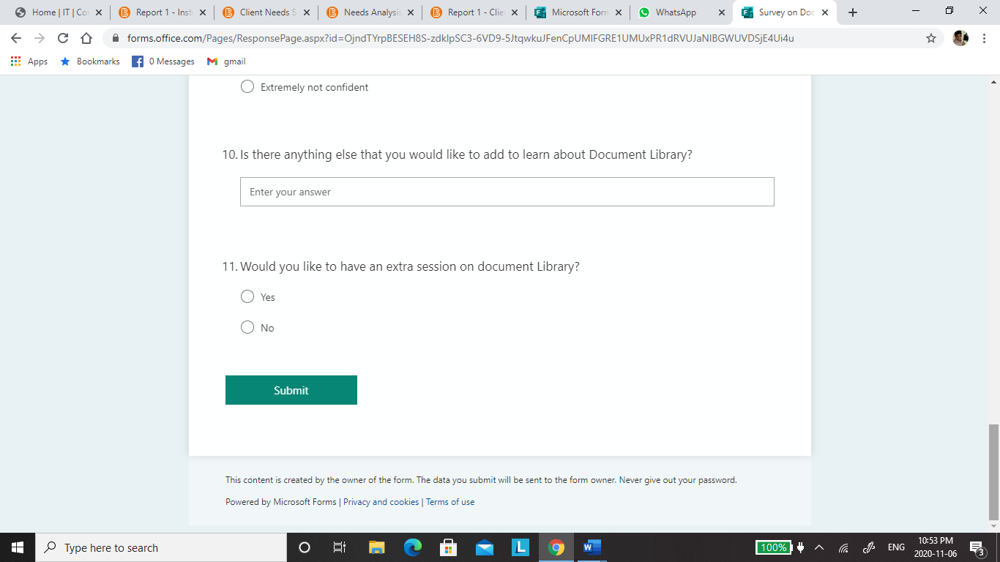 Home | IT | Co
Report 1 - Inst
Client Needs S
Needs Analysis
Report 1 - Clie
Microsoft Form
WhatsApp
Survey on Doc
forms.office.com/Pages/ResponsePage.aspx?id=OjndTYrpBESEH8S-zdklpSC3-6VD9-5JtqwkuJFenCpUMlFGRE1UMUxPR1dRVUJaNlBGWUVDSjE4Ui4u
Apps
Bookmarks
0 Messages
gmail
Extremely not confident
10. Is there anything else that you would like to add to learn about Document Library?
Enter your answer
11. Would you like to have an extra session on document Library?
Yes
No
Submit
This content is created by the owner of the form. The data you submit will be sent to the form owner. Never give out your password.
Powered by Microsoft Forms | Privacy and cookies | Terms of use
Type here to search
100%
ENG
10:53 PM
2020-11-06
3